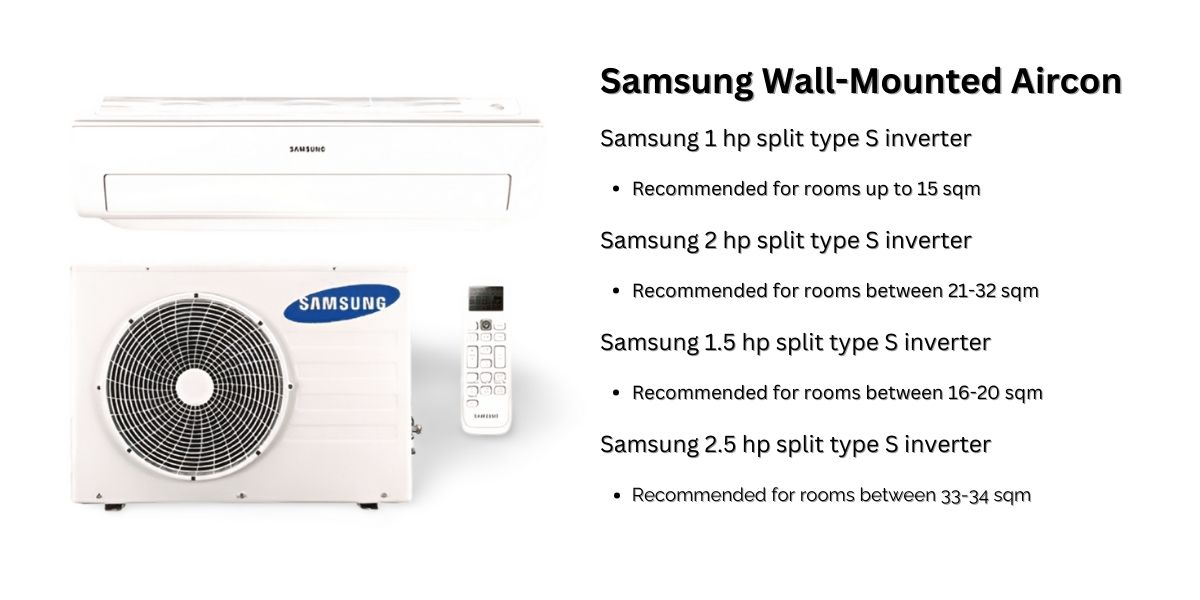 Samsung Wall-Mounted Aircon
Samsung 1 hp split type S inverter
• Recommended for rooms up to 15 sqm
Samsung 2 hp split type S inverter
• Recommended for rooms between 21-32 sqm
Samsung 1.5 hp split type S inverter
• Recommended for rooms between 16-20 sqm
Samsung 2.5 hp split type S inverter
• Recommended for rooms between 33-34 sqm
SAMSUNG
SAMSUNG
SAMSUNG